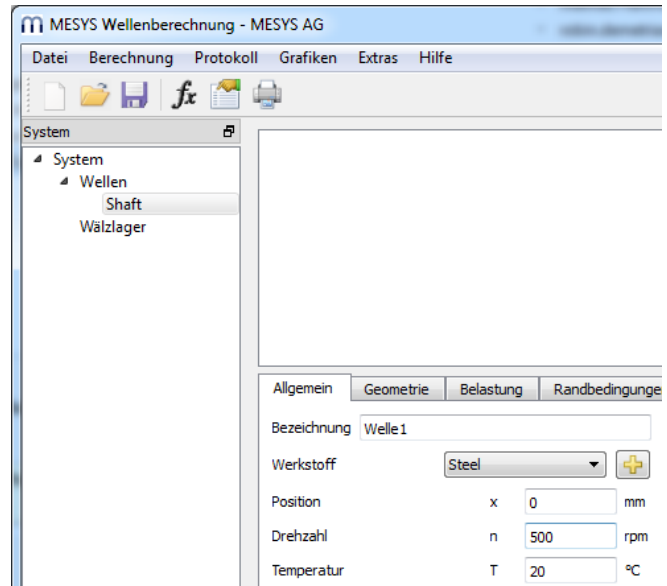 MESYS Wellenberechnung - MESYS AG
Datei Berechnung Protokoll Grafiken Extras Hilfe
fx
System
System
Wellen
Shaft
Wälzlager
Allgemein Geometrie Belastung Randbedingunge
Bezeichnung Welle1
Werkstoff Steel
Position x 0 mm
Drehzahl n 500 rpm
Temperatur T 20 °C